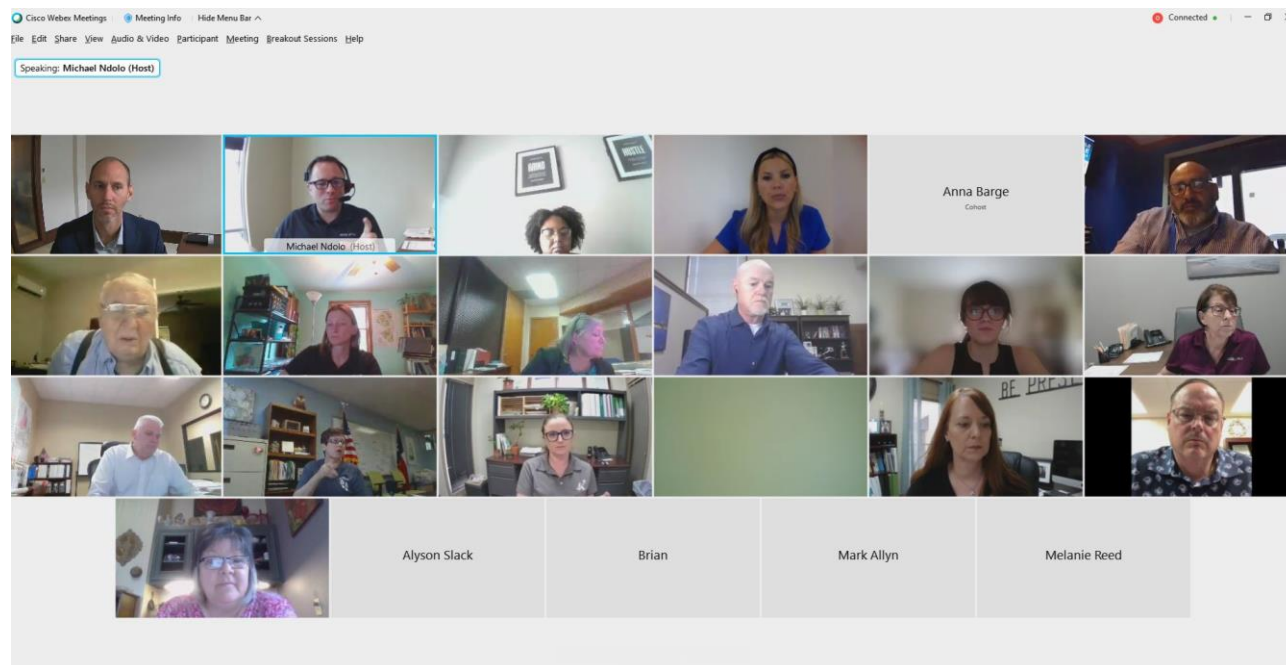 Cisco Webex Meetings
Meeting Info
Hide Menu Bar
Connected
File Edit Share View Audio & Video Participant Meeting Breakout Sessions Help
Speaking: Michael Ndolo (Host)
HUSTLE
Michael Ndolo (Host)
Anna Barge
Cohost
BE PRESE
Alyson Slack
Brian
Mark Allyn
Melanie Reed